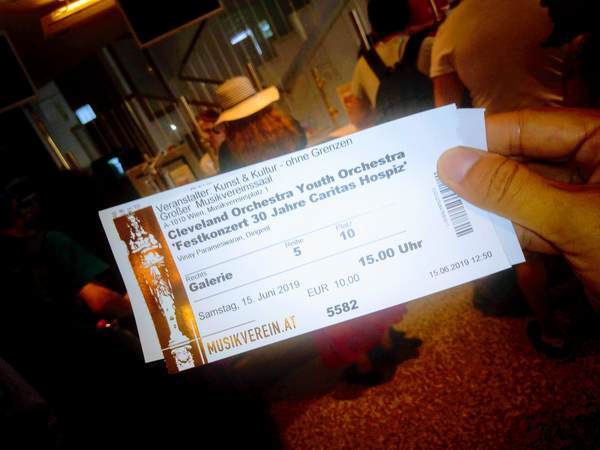 Veranstalter Kunst & Kultur - ohne Grenzen
Großer Musikvereinssaal
A-1010 Wien, Musikvereinsplatz 1
Cleveland Orchestra Youth Orchestra
'Festkonzert 30 Jahre Caritas Hospiz'
Vinay Parameswaran, Dirigent
Rechts Reihe Platz
Galerie 5 10
Samstag, 15. Juni 2019 15.00 Uhr
EUR 10,00
5582 15.06.2019 12:50
MUSIKVEREIN.AT